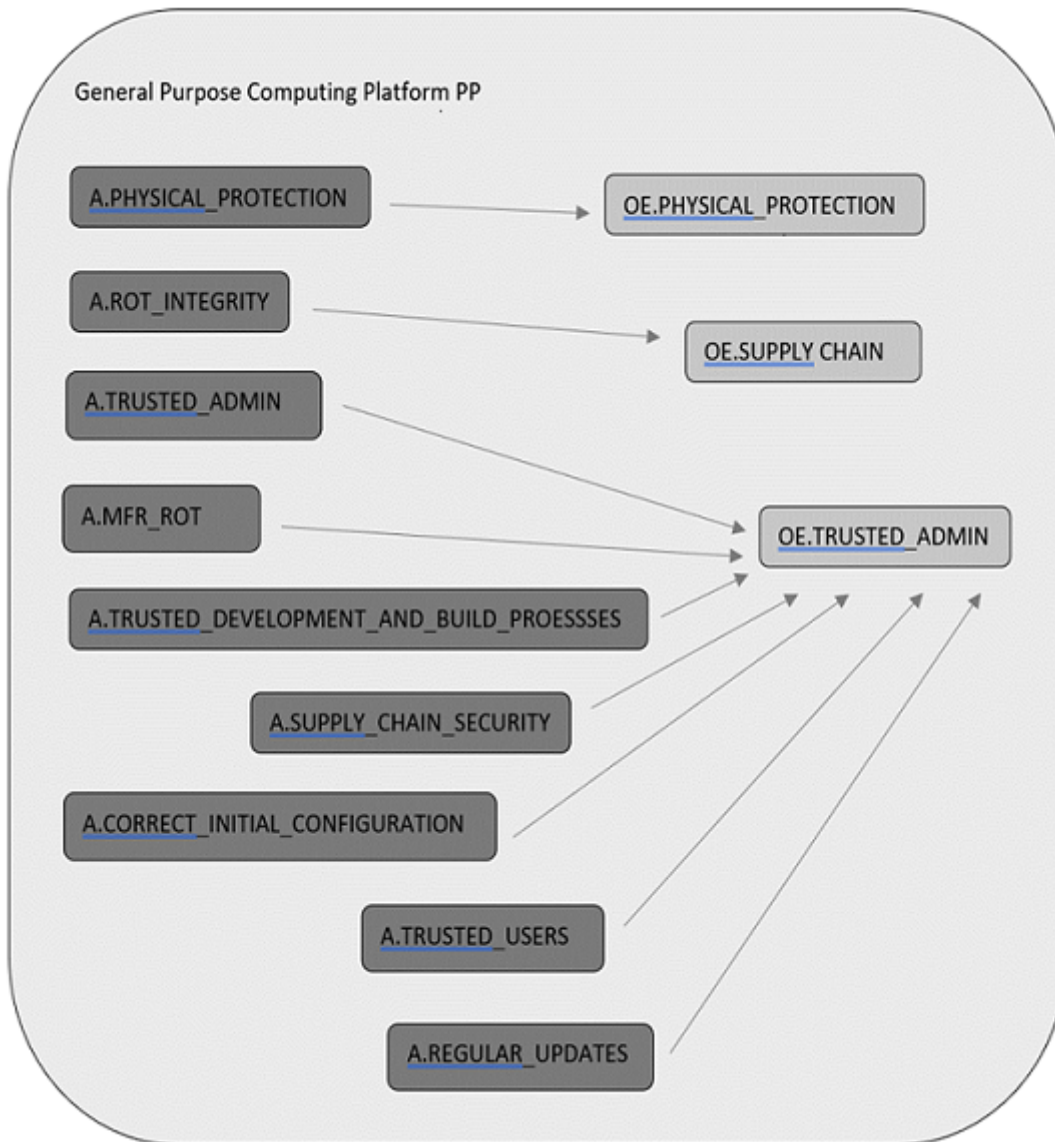 General Purpose Computing Platform PP
A.PHYSICAL_PROTECTION
OE.PHYSICAL_PROTECTION
A.ROT_INTEGRITY
OE.SUPPLY CHAIN
A.TRUSTED_ADMIN
A.MFR_ROT
OE.TRUSTED_ADMIN
A.TRUSTED_DEVELOPMENT_AND_BUILD_PROESSSES
A.SUPPLY_CHAIN_SECURITY
A.CORRECT_INITIAL_CONFIGURATION
A.TRUSTED_USERS
A.REGULAR_UPDATES